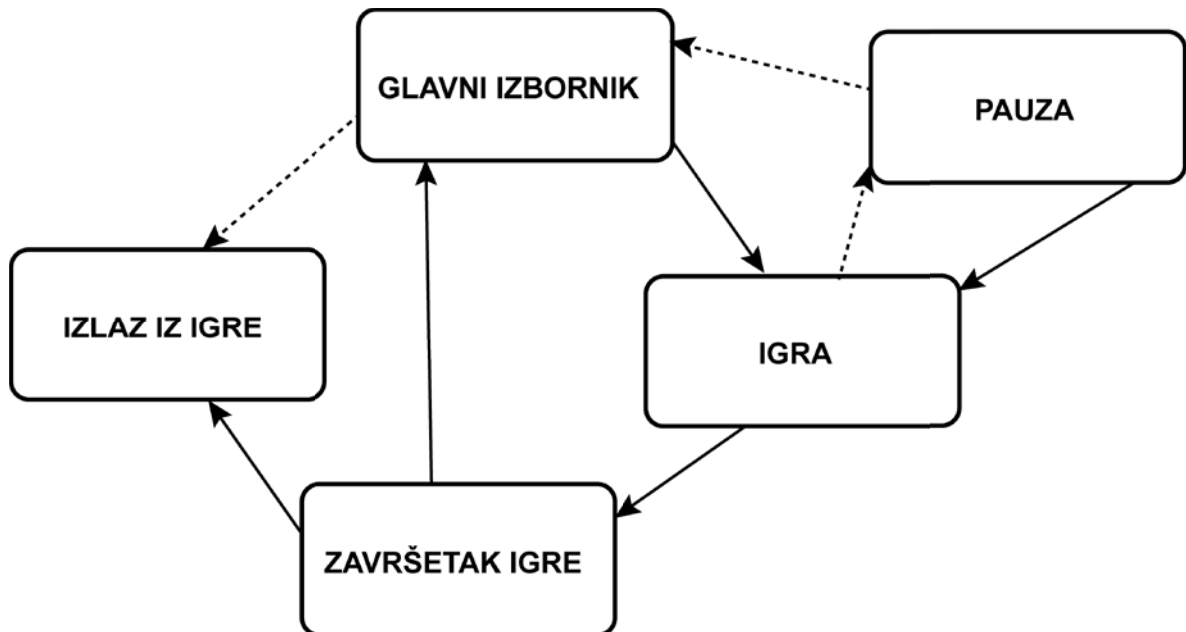 GLAVNI IZBORNIK
PAUZA
IZLAZ IZ IGRE
IGRA
ZAVRŠETAK IGRE